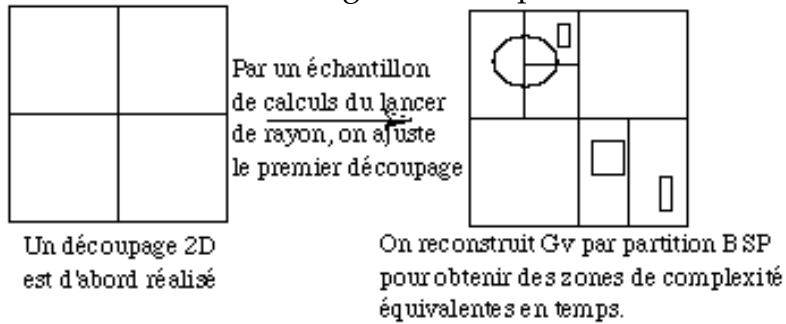 Par un échantillon
de calculs du lancer
de rayon, on ajuste
le premier découpage
Un découpage 2D
est d'abord réalisé
On reconstruit Gv par partition BSP
pour obtenir des zones de complexité
équivalentes en temps.